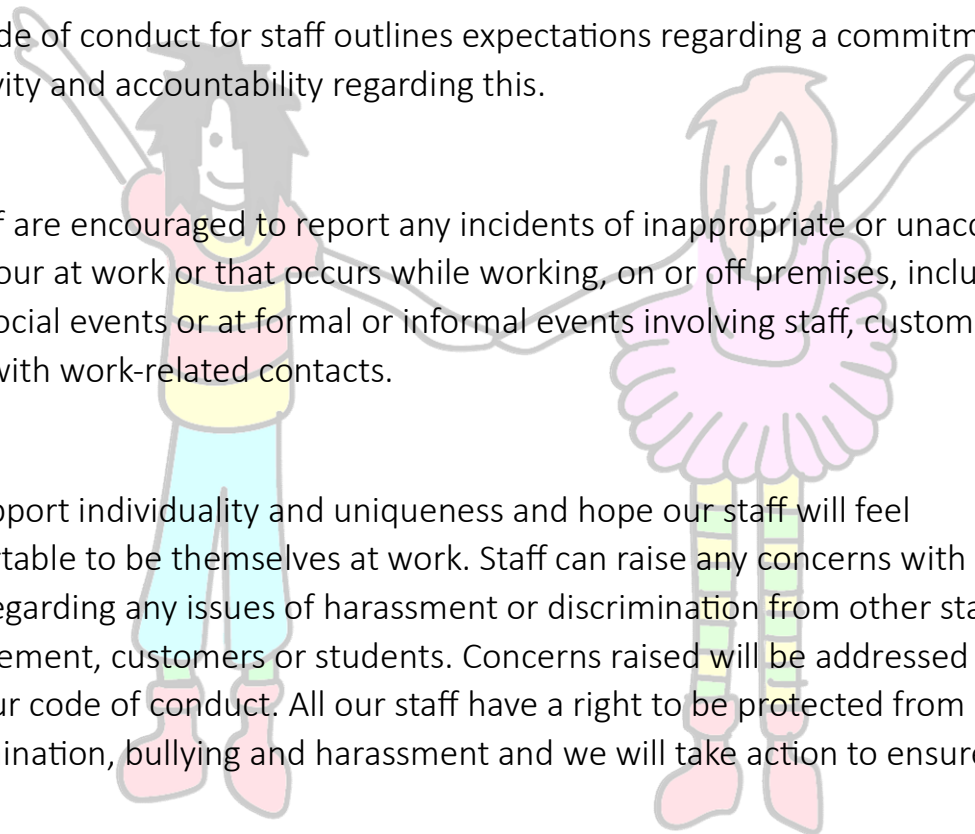 de of conduct for staff outlines expectations regarding a commitm
vity and accountability regarding this.
f are encouraged to report any incidents of inappropriate or unacc
our at work or that occurs while working, on or off premises, inclu
ocial events or at formal or informal events involving staff, custom
with work-related contacts.
pport individuality and uniqueness and hope our staff will feel
rtable to be themselves at work. Staff can raise any concerns with
egarding any issues of harassment or discrimination from other sta
ement, customers or students. Concerns raised will be addressed
ur code of conduct. All our staff have a right to be protected from
ination, bullying and harassment and we will take action to ensure